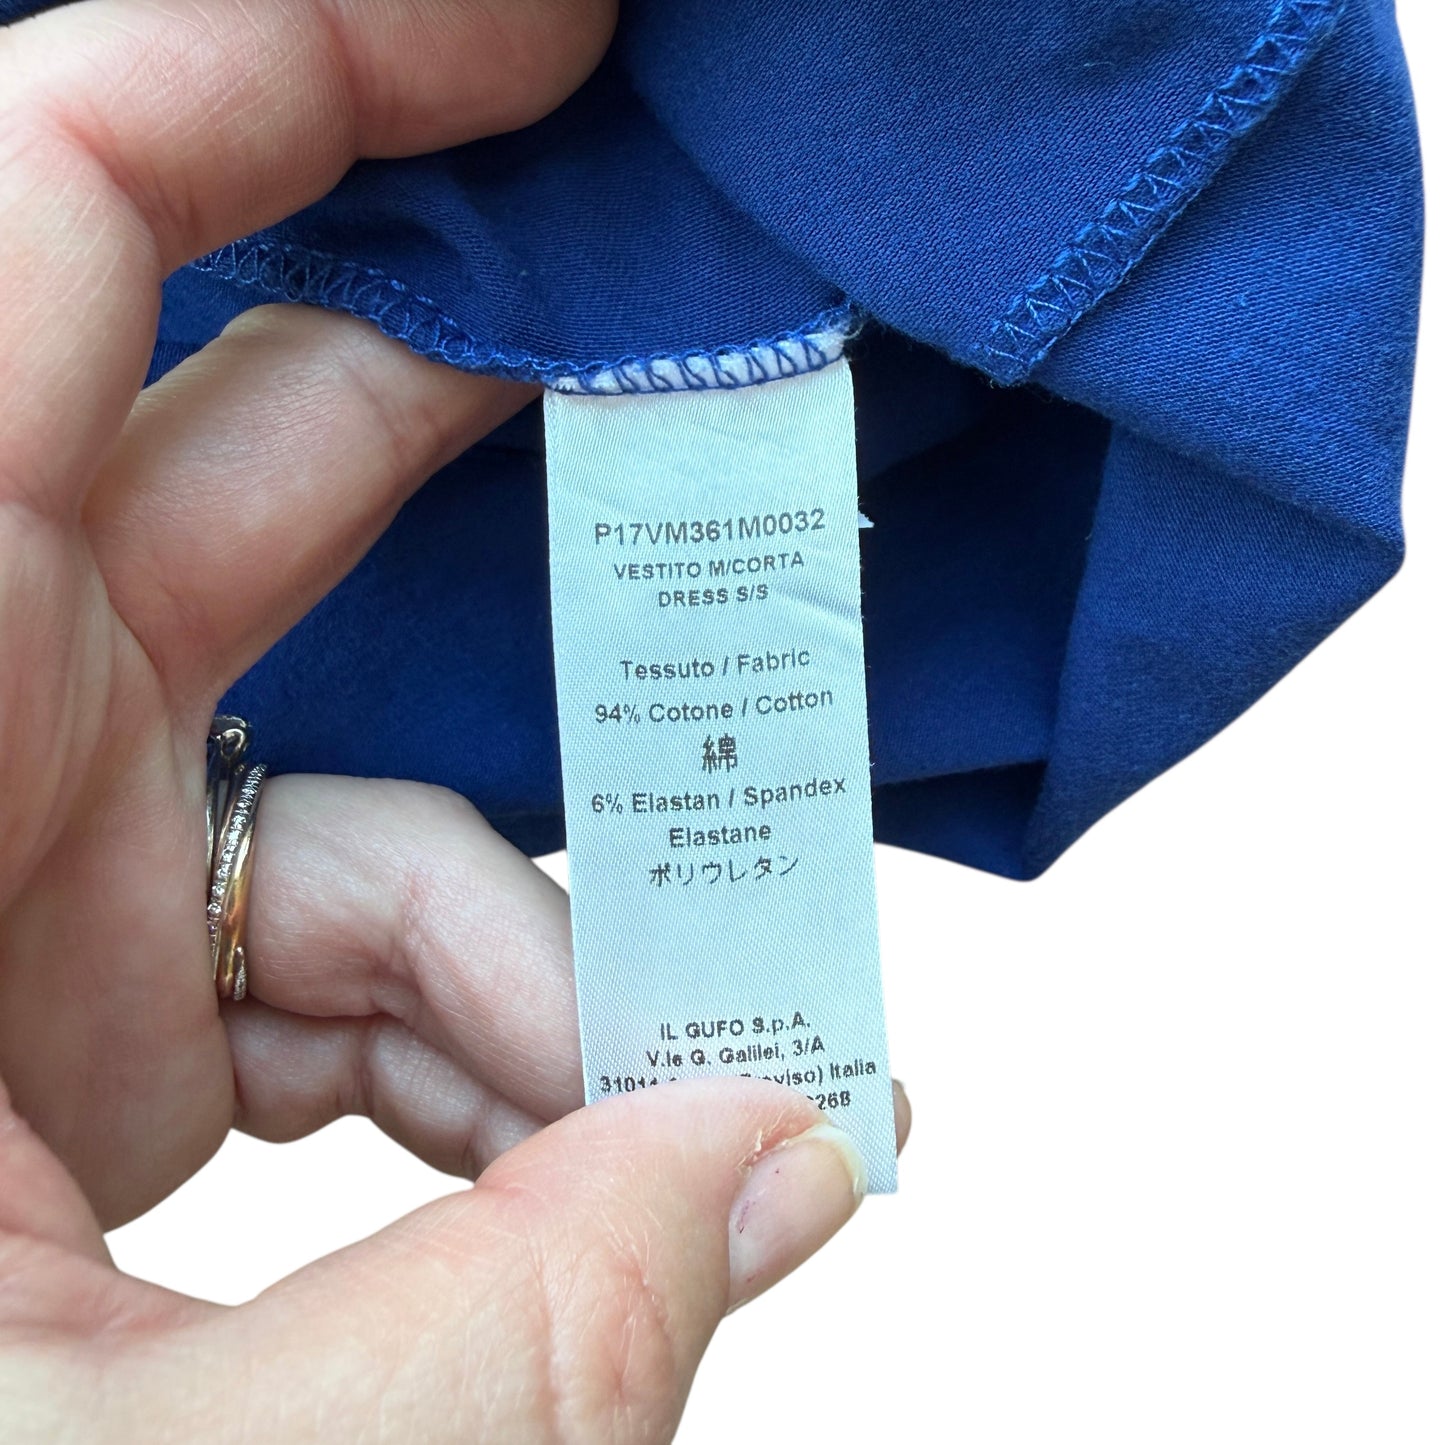 P17VM361M0032
VESTITO M/CORTA
DRESS S/S
Tessuto / Fabric
94% Cotone / Cotton
綿
6% Elastan / Spandex
Elastane
ポリウレタン
IL GUFO S.p.A.
V.le G. Galilei, 3/A
31011 Italia